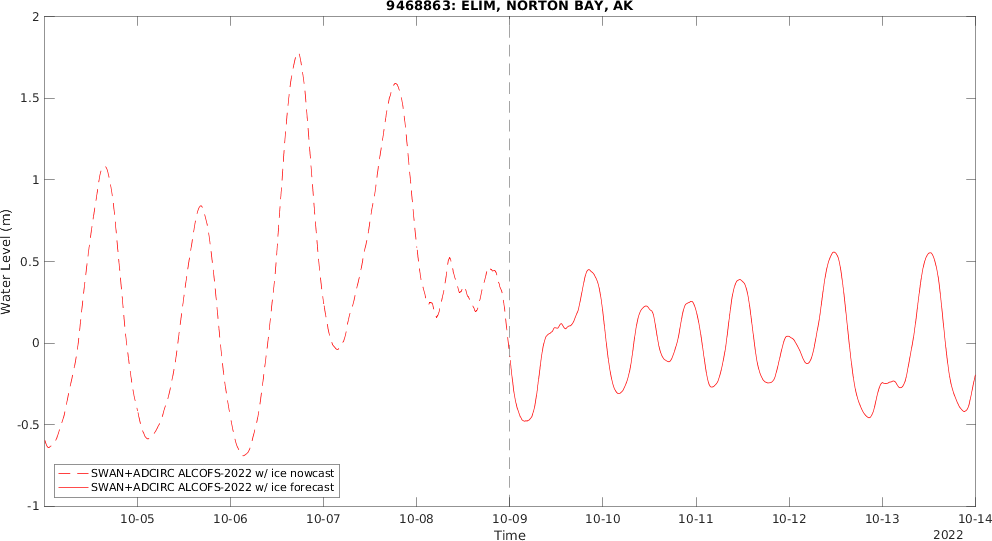 9468863: ELIM, NORTON BAY, AK
2
1.5
1
0.5
0
-0.5
-1
Water Level (m)
SWAN+ADCIRC ALCOFS-2022 w/ ice nowcast
SWAN+ADCIRC ALCOFS-2022 w/ ice forecast
10-05 10-06 10-07 10-08 10-09 10-10 10-11 10-12 10-13 10-14
Time
2022